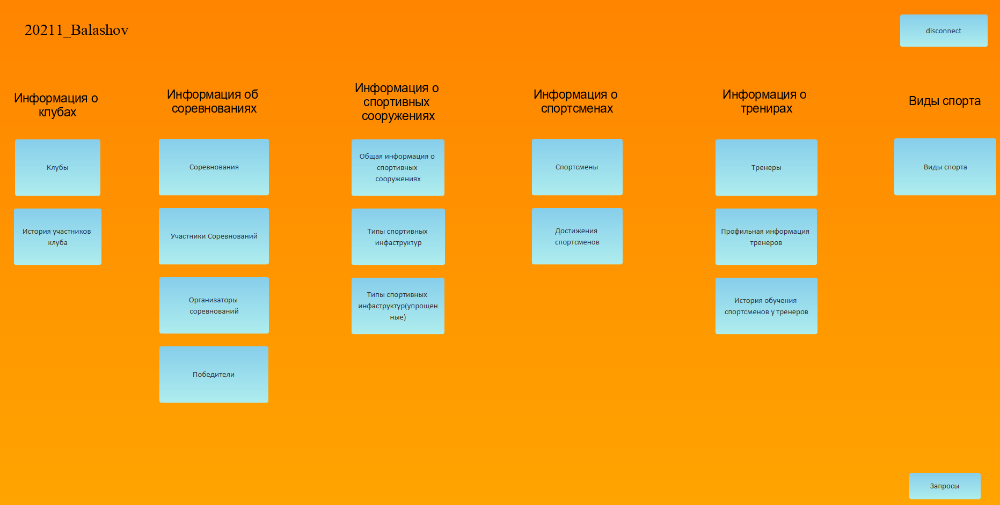 20211_Balashov
disconnect
Информация о
клубах
Клубы
История участников
клуба
Информация об
соревнованиях
Соревнования
Участники Соревнований
Организаторы
соревнований
Победители
Информация о
спортивных
сооружениях
Общая информация о
спортивных
сооружениях
Типы спортивных
инфаструктур
Типы спортивных
инфаструктур(упрощен
ные)
Информация о
спортсменах
Спортсмены
Достижения
спортсменов
Информация о
тренирах
Тренеры
Профильная информация
тренеров
История обучения
спортсменов у тренеров
Виды спорта
Виды спорта
Запросы